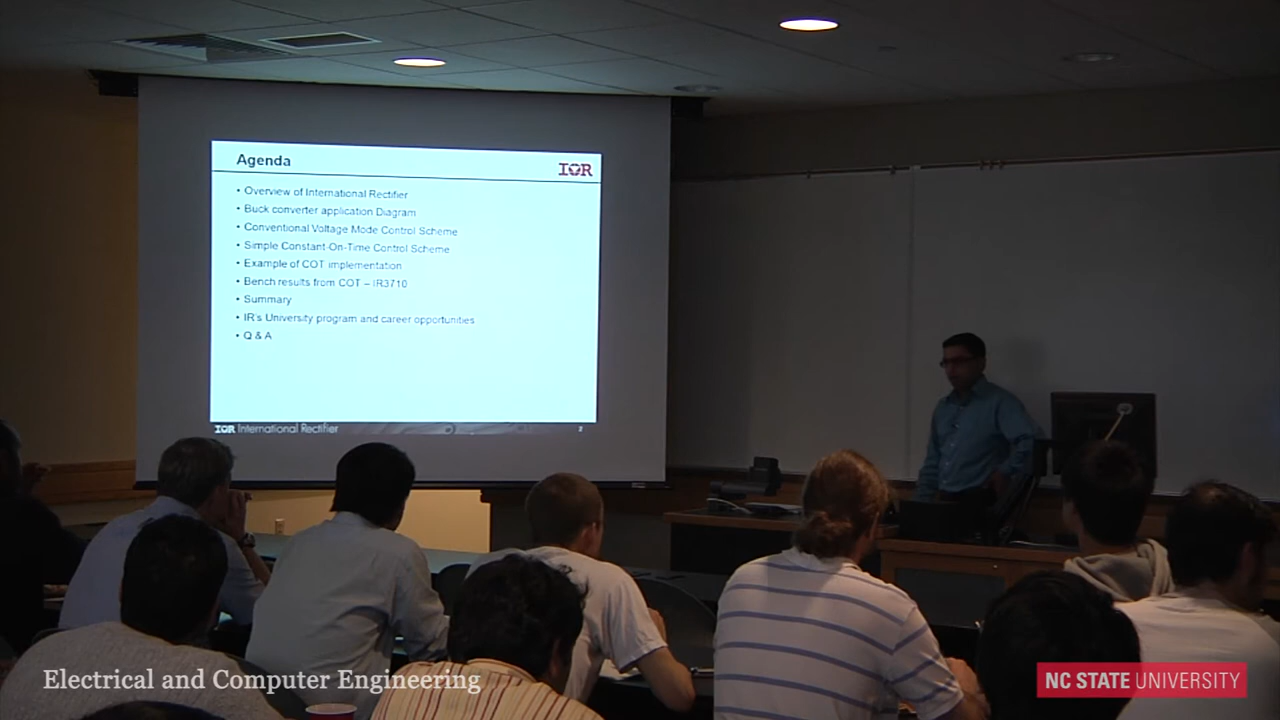 Agenda
IOR
• Overview of International Rectifier
• Buck converter application Diagram
• Conventional Voltage Mode Control Scheme
• Simple Constant-On-Time Control Scheme
• Example of COT implementation
• Bench results from COT – IR3710
• Summary
• IR's University program and career opportunities
• Q & A
IOR International Rectifier
2
Electrical and Computer Engineering
NC STATE UNIVERSITY